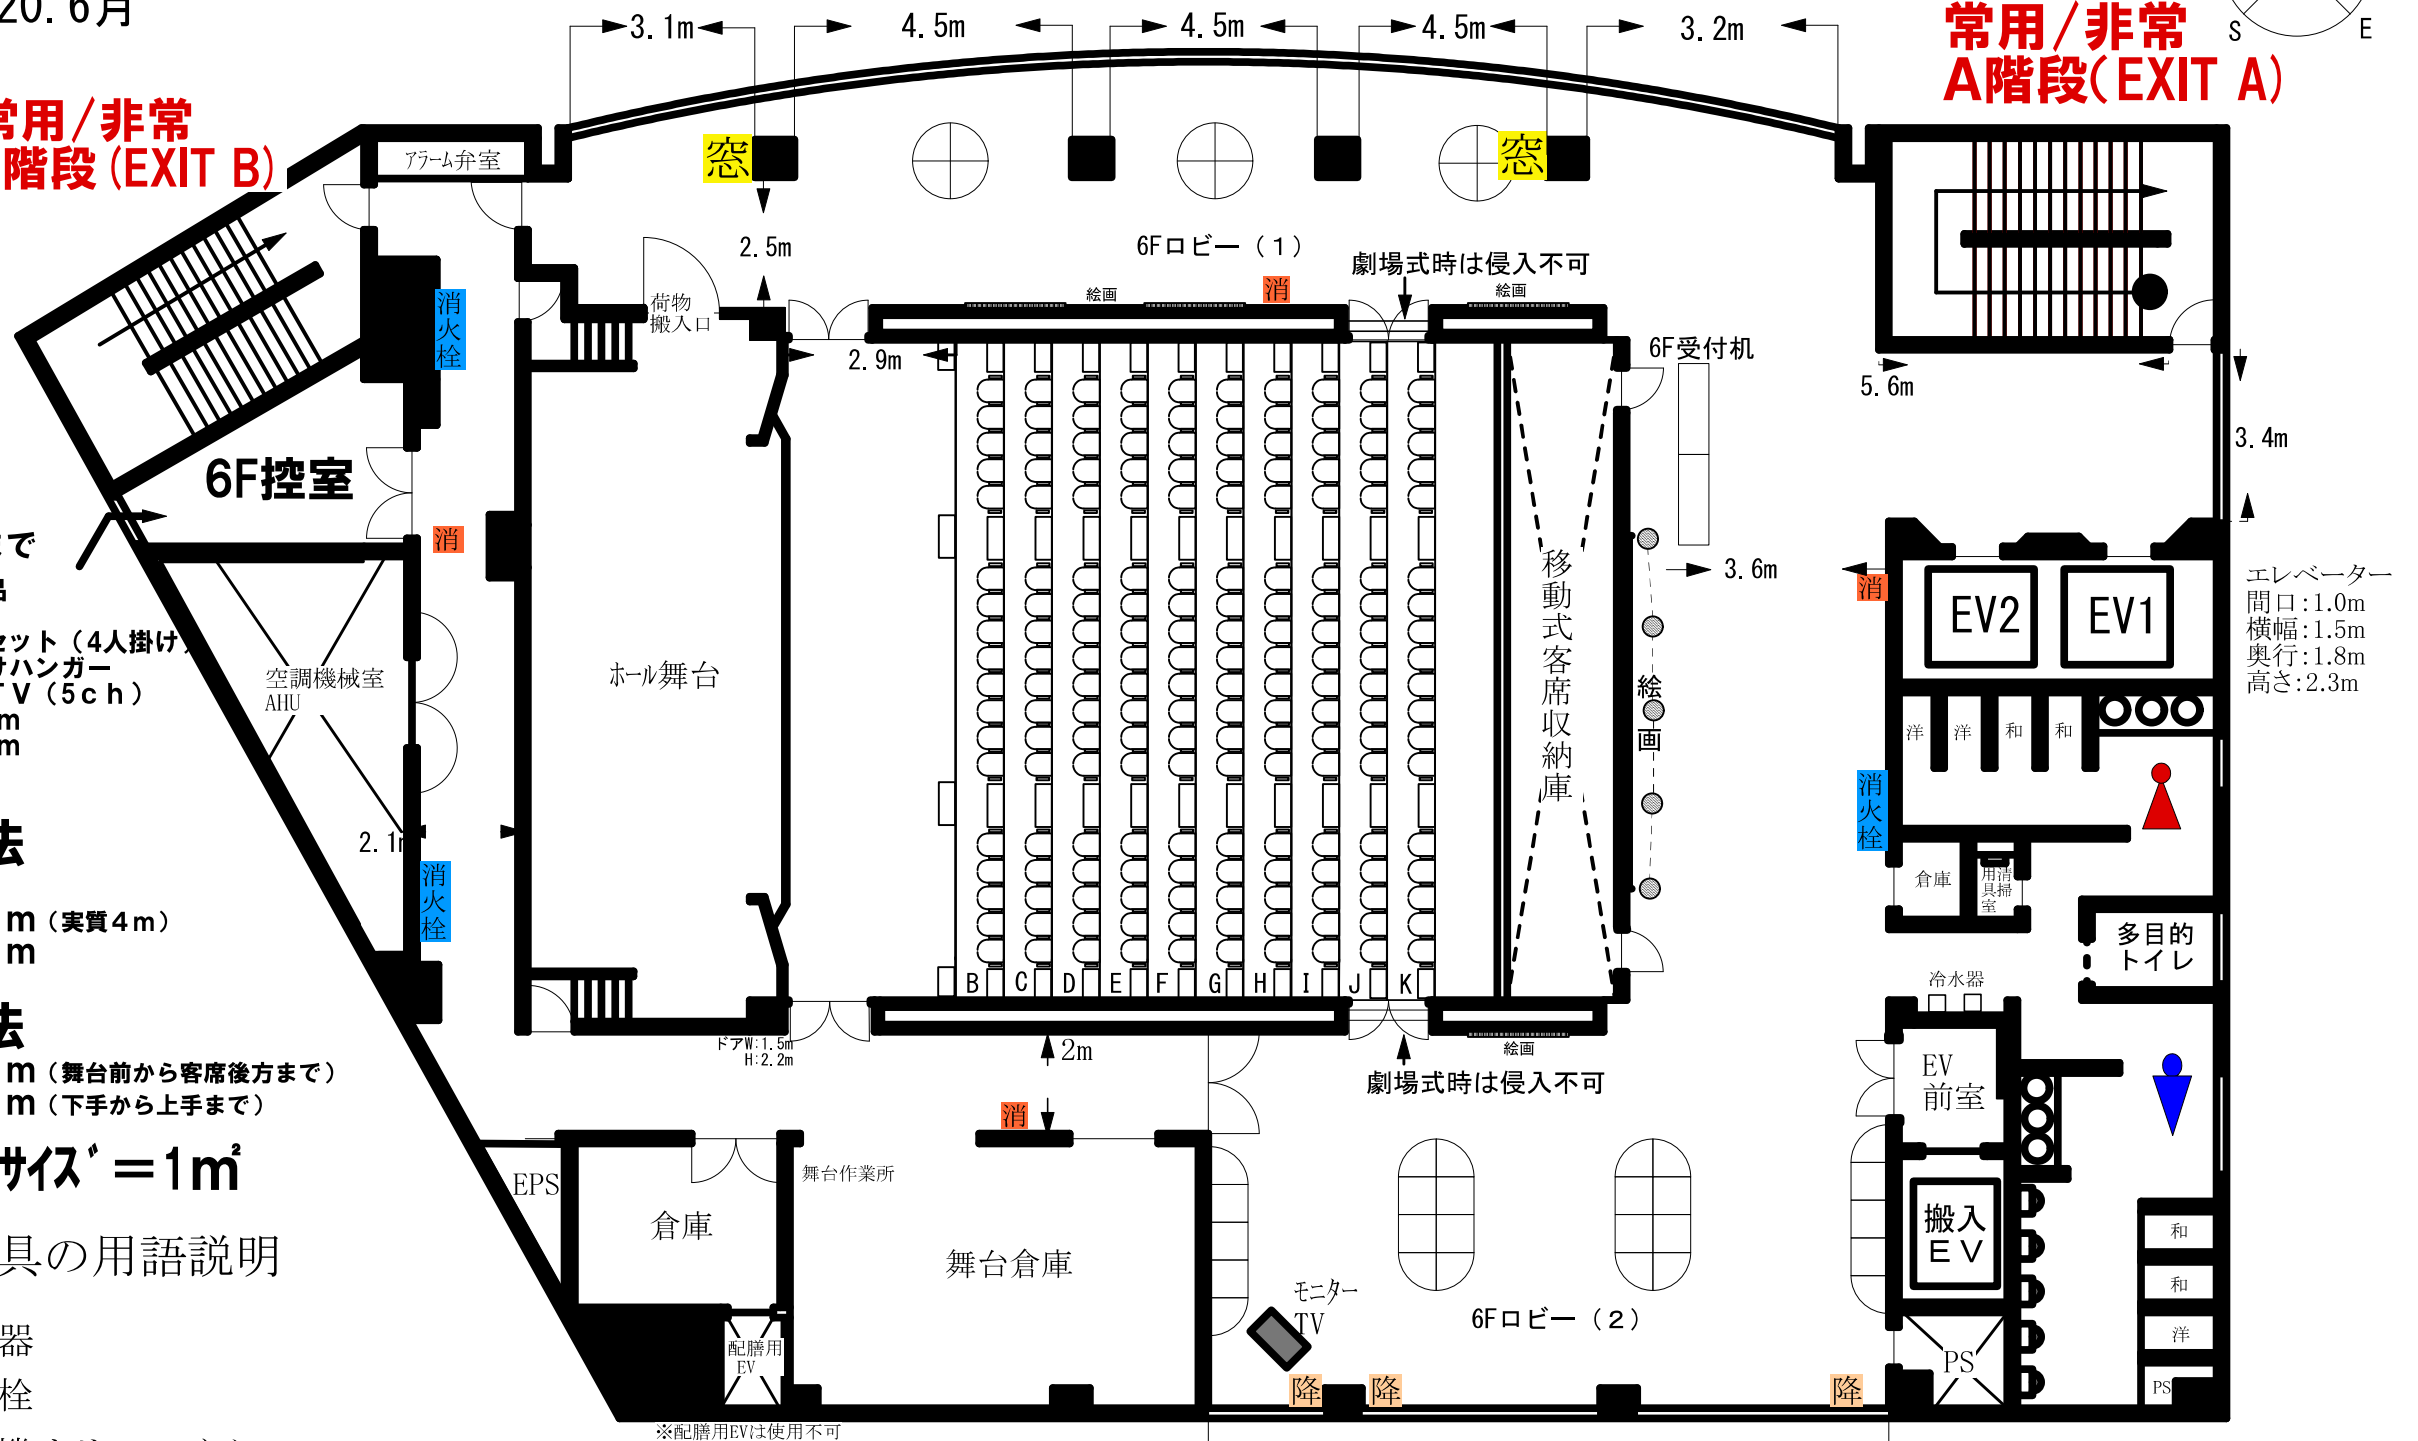 20. 6月
3. 1m
4. 5m
4. 5m
4. 5m
3. 2m
常用/非常
A階段(EXIT A)
S
E
常用/非常
階段(EXIT B)
アラーム弁室
窓
窓
2. 5m
6Fロビー（1）
劇場式時は侵入不可
消火栓
荷物
搬入口
絵画
消
絵画
2. 9m
6F受付机
5. 6m
3. 4m
6F控室
まで
消
セット（4人掛け）
ハンガー
TV（5ch）
m
m
空調機械室
AHU
ホール舞台
移動式客席収納庫
絵画
3. 6m
消
EV2
EV1
エレベーター
間口:1.0m
横幅:1.5m
奥行:1.8m
高さ:2.3m
洋
洋
和
和
消火栓
2. 1m
法
消火栓
倉庫
清掃用具室
m（実質4m）
m
多目的
トイレ
冷水器
B
C
D
E
F
G
H
I
J
K
法
m（舞台前から客席後方まで）
m（下手から上手まで）
ドアW:1.5m
H:2.2m
2m
絵画
劇場式時は侵入不可
EV
前室
消
サイズ＝1㎡
EPS
倉庫
舞台作業所
舞台倉庫
搬入
EV
和
和
洋
PS
具の用語説明
モニター
TV
6Fロビー（2）
PS
器
配膳用
EV
栓
降
降
降
※配膳用EVは使用不可